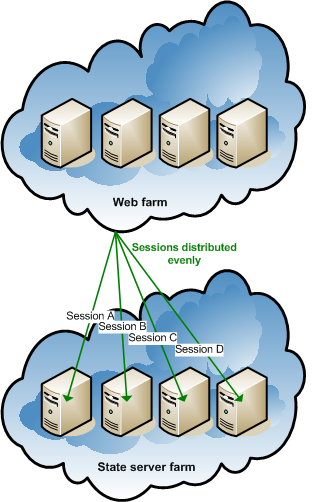 Web farm
Sessions distributed
evenly
Session A
Session B
Session C
Session D
State server farm